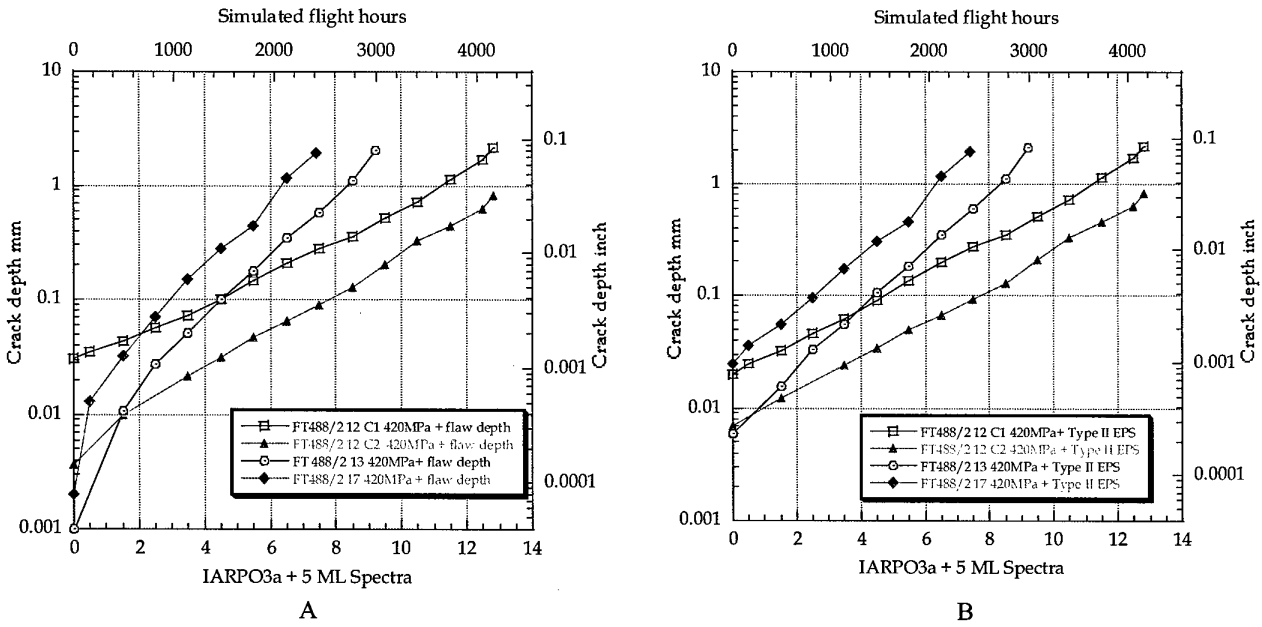 Simulated flight hours
0 1000 2000 3000 4000
10
1
0.1
0.01
0.001
Crack depth mm
0.1
0.01
0.001
0.0001
Crack depth inch
FT488/2 12 C1 420MPa + flaw depth
FT488/2 12 C2 420MPa + flaw depth
FT 488/2 13 420MPa+ flaw depth
FT488/2 17 420MPa + flaw depth
0 2 4 6 8 10 12 14
IARPO3a + 5 ML Spectra
A
Simulated flight hours
0 1000 2000 3000 4000
10
1
0.1
0.01
0.001
Crack depth mm
0.1
0.01
0.001
0.0001
Crack depth inch
FT488/2 12 C1 420MPa+ Type II EPS
FT488/2 12 C2 420MPa + Type II EPS
FT488/2 13 420MPa + Type II EPS
FT488/2 17 420MPa + Type II EPS
0 2 4 6 8 10 12 14
IARPO3a + 5 ML Spectra
B